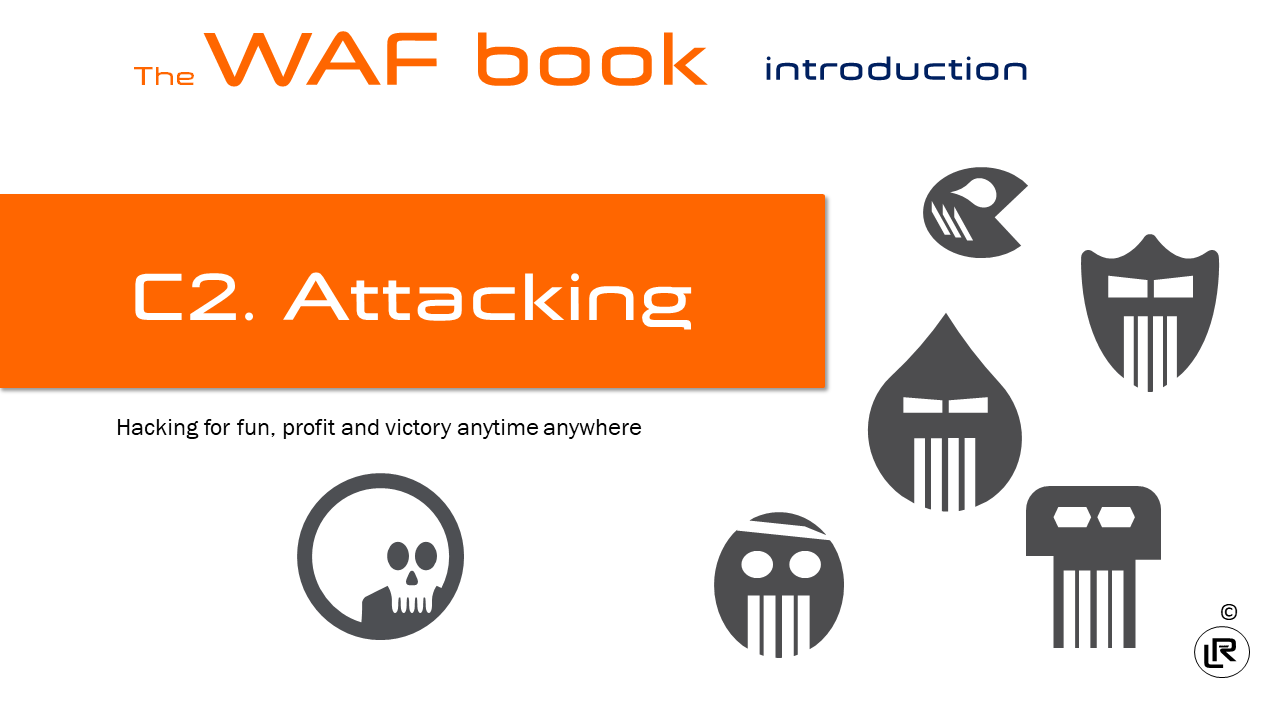 The WAF book introduction
C2. Attacking
Hacking for fun, profit and victory anytime anywhere
©
LR